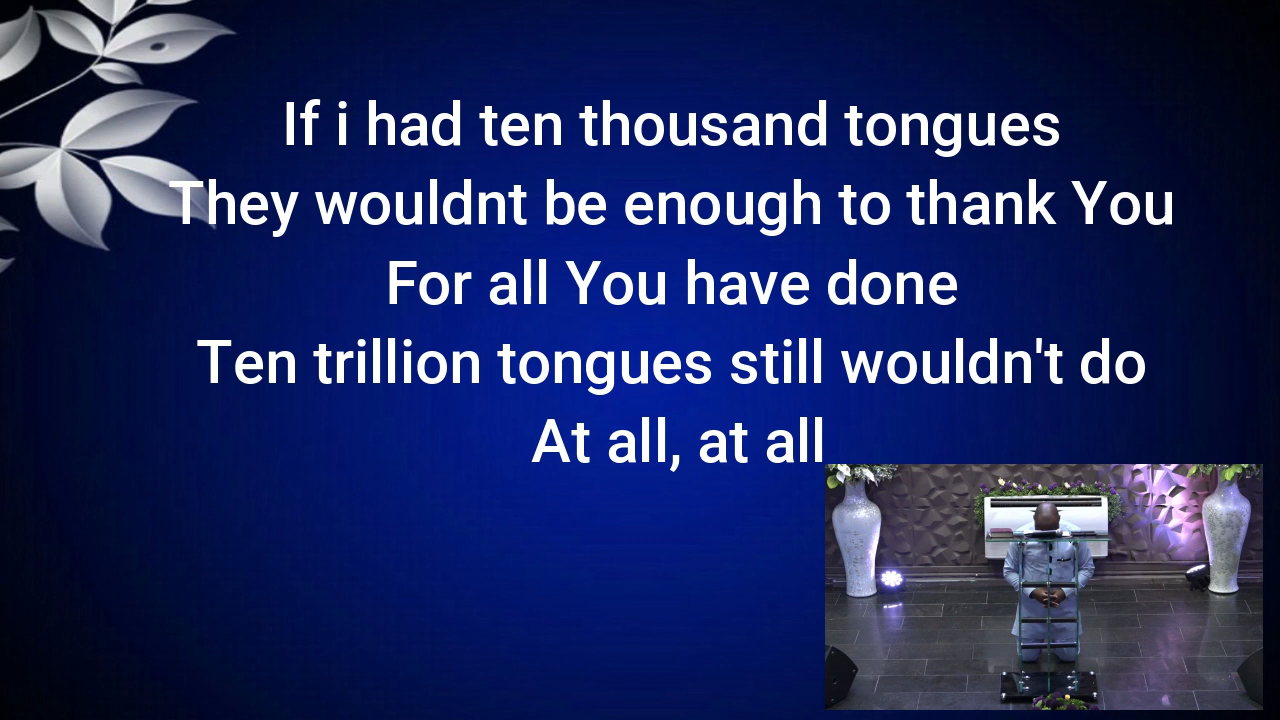 If i had ten thousand tongues
They wouldnt be enough to thank You
For all You have done
Ten trillion tongues still wouldn't do
At all, at all